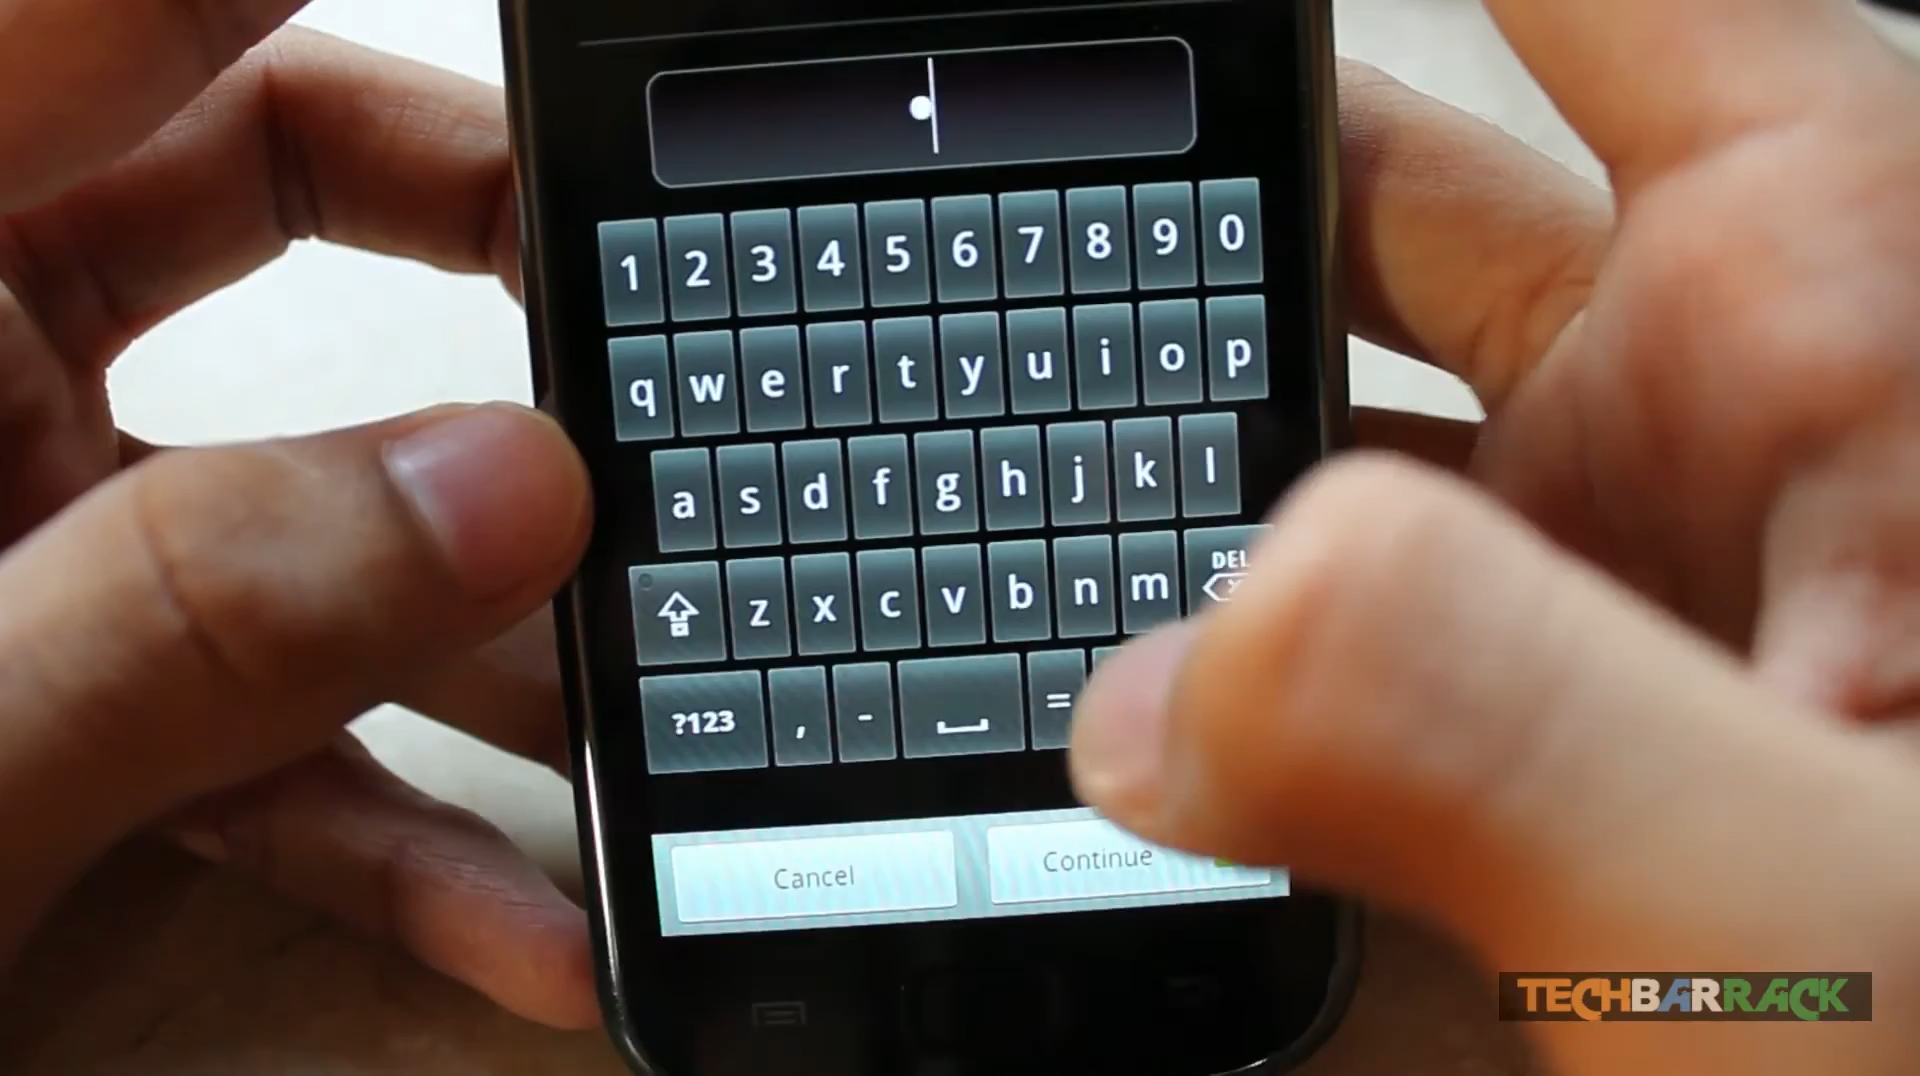 1 2 3 4 5 6 7 8 9 0
q w e r t y u i o p
a s d f g h j k l
z x c v b n m DEL
?123 , - =
Cancel Continue
TECHBARRACK